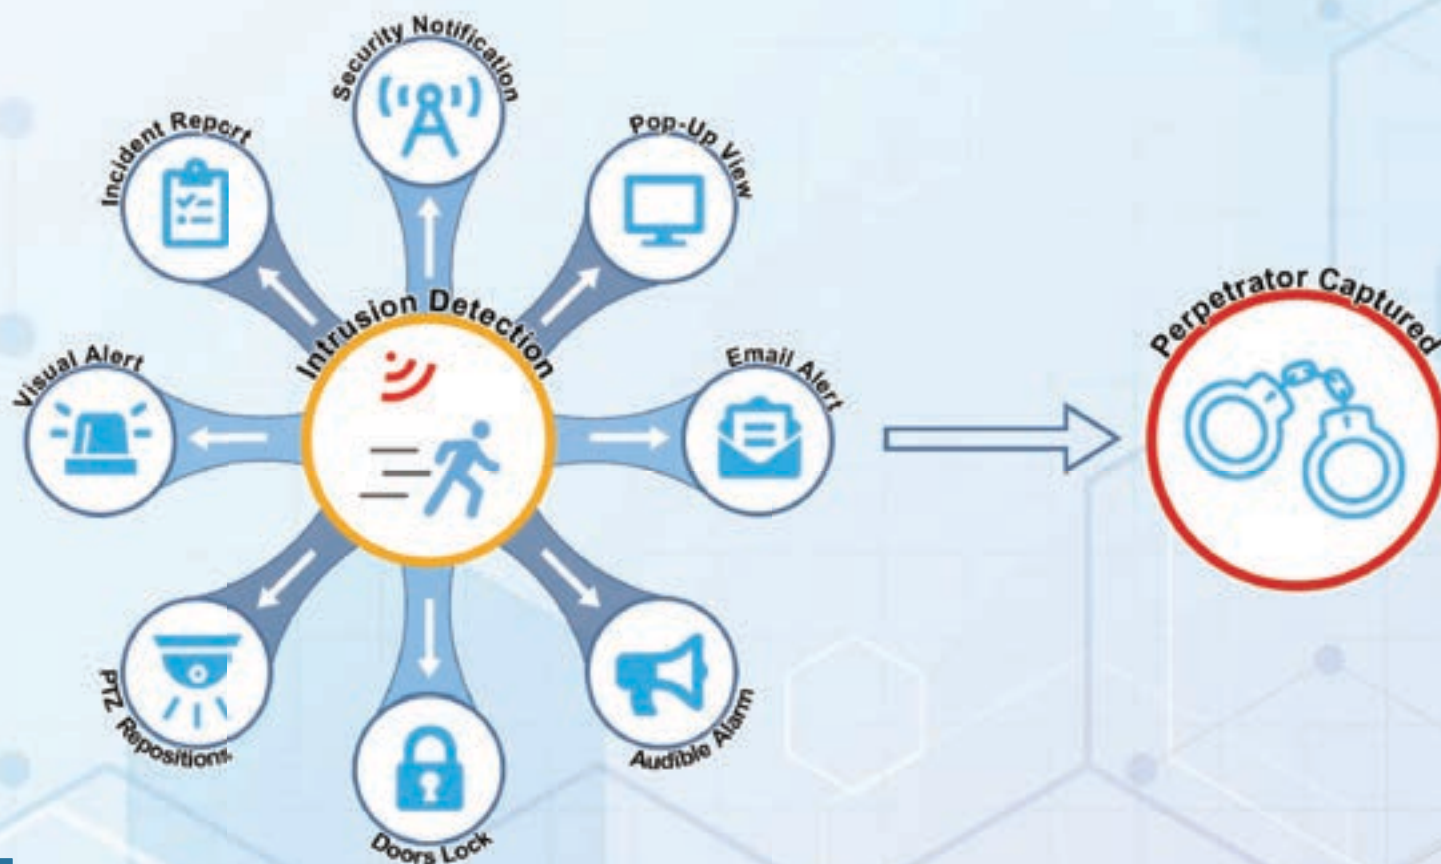 Security Notification
Incident Report
Pop-Up View
Intrusion Detection
Perpetrator Captured
Visual Alert
Email Alert
PTZ Repositions
Audible Alarm
Doors Lock